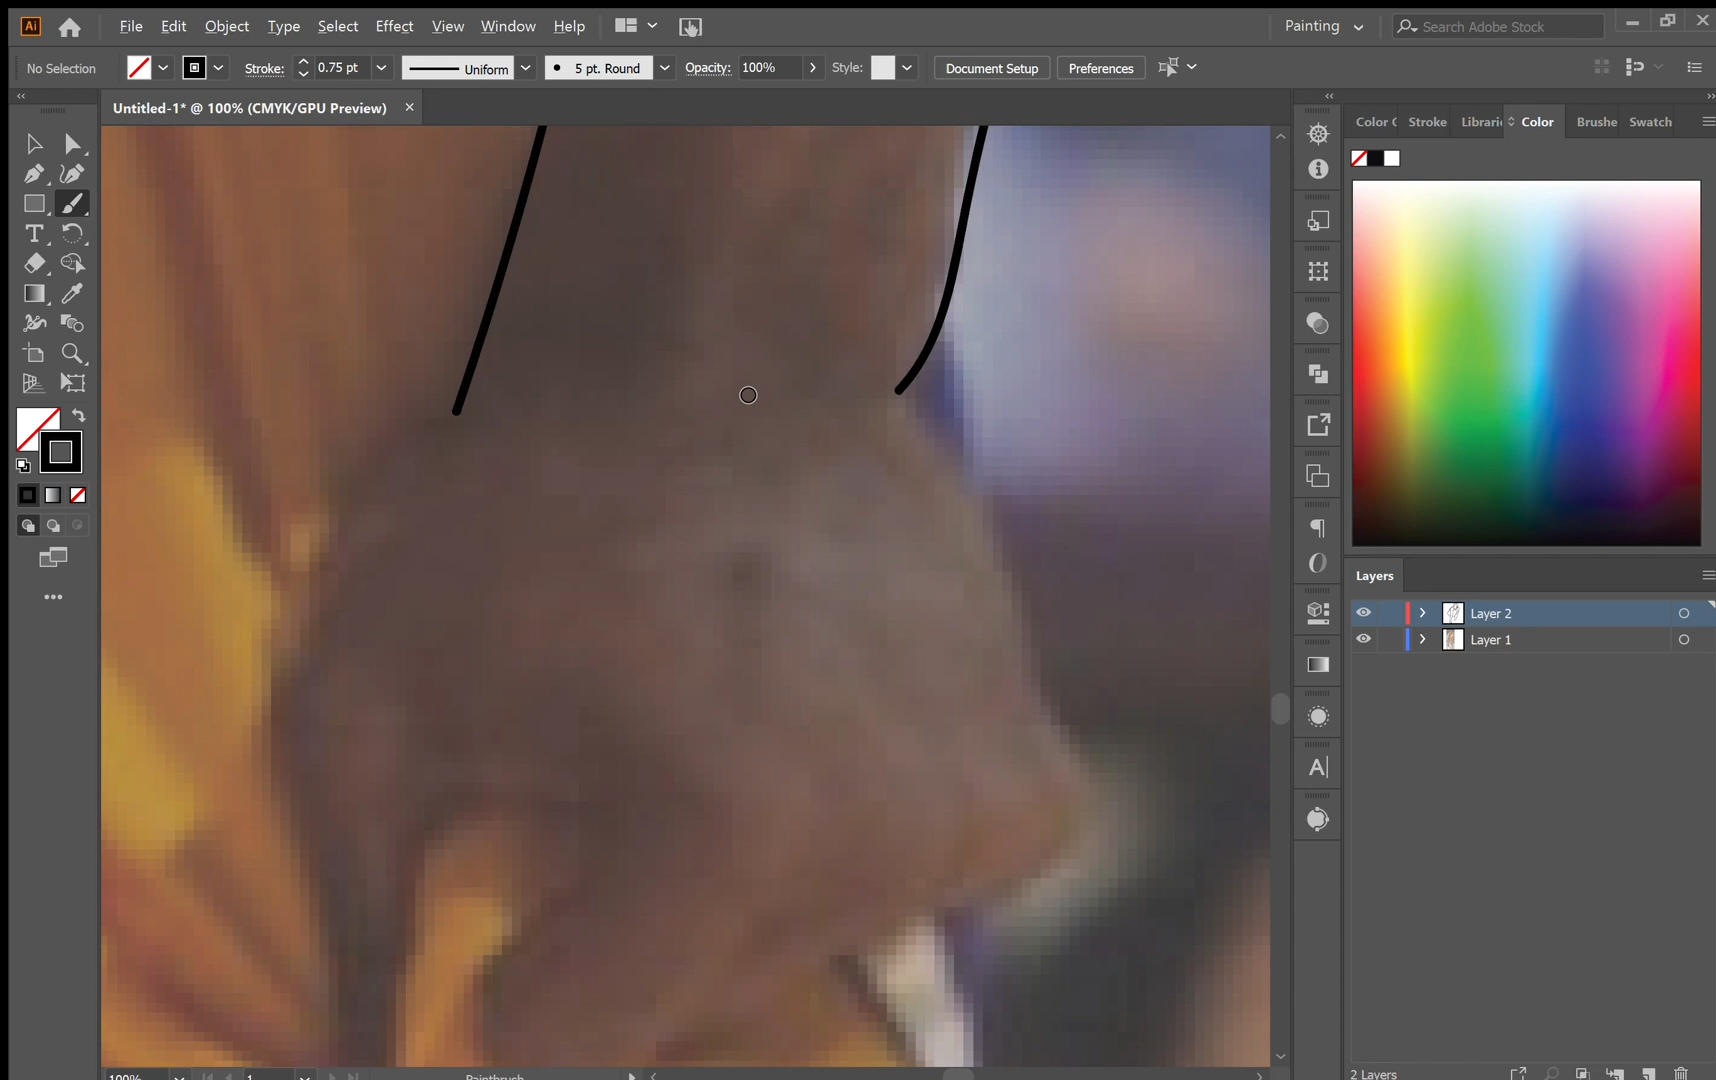 Ai File Edit Object Type Select Effect View Window Help Painting Search Adobe Stock
No Selection Stroke: 0.75 pt Uniform 5 pt. Round Opacity: 100% Style: Document Setup Preferences
Untitled-1* @ 100% (CMYK/GPU Preview)
Color G Stroke Librari Color Brushe Swatch
Layers
Layer 2
Layer 1
100% 1 Paintbrush 2 Layers